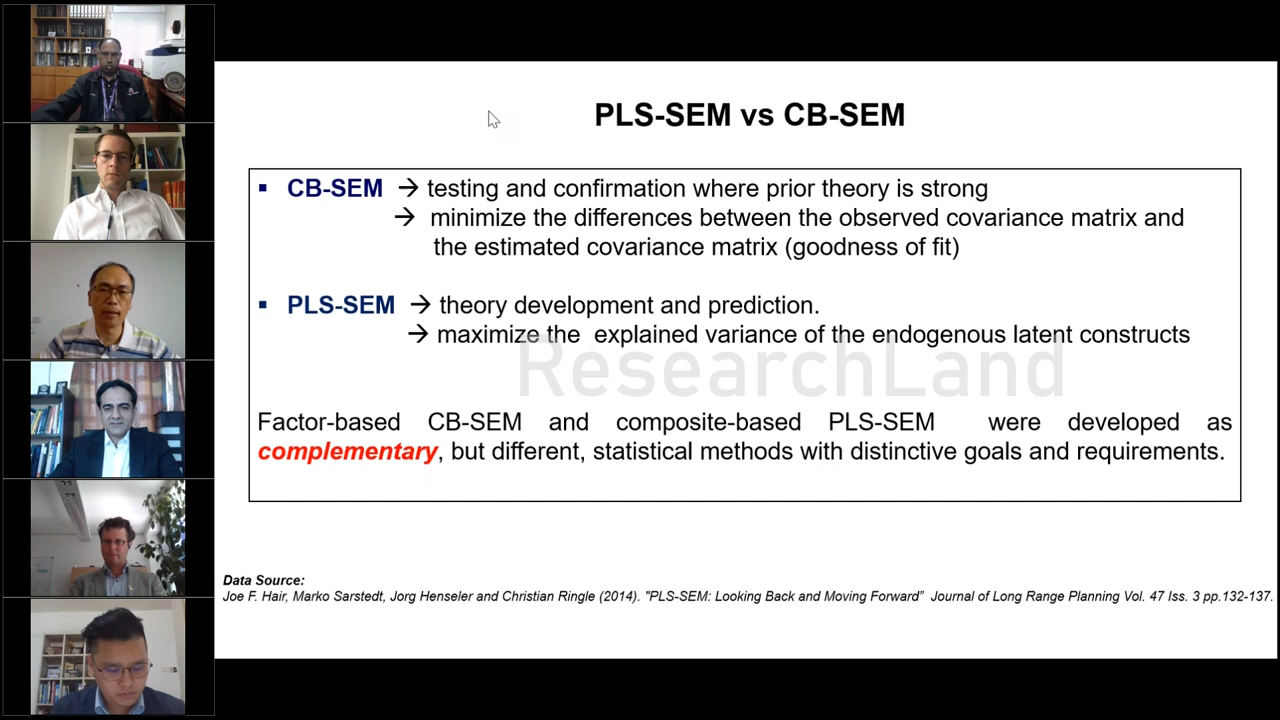 PLS-SEM vs CB-SEM
▪ CB-SEM → testing and confirmation where prior theory is strong
→ minimize the differences between the observed covariance matrix and
the estimated covariance matrix (goodness of fit)
▪ PLS-SEM → theory development and prediction.
→ maximize the explained variance of the endogenous latent constructs
ResearchLand
Factor-based CB-SEM and composite-based PLS-SEM were developed as
complementary, but different, statistical methods with distinctive goals and requirements.
Data Source:
Joe F. Hair, Marko Sarstedt, Jorg Henseler and Christian Ringle (2014). "PLS-SEM: Looking Back and Moving Forward” Journal of Long Range Planning Vol. 47 Iss. 3 pp.132-137.